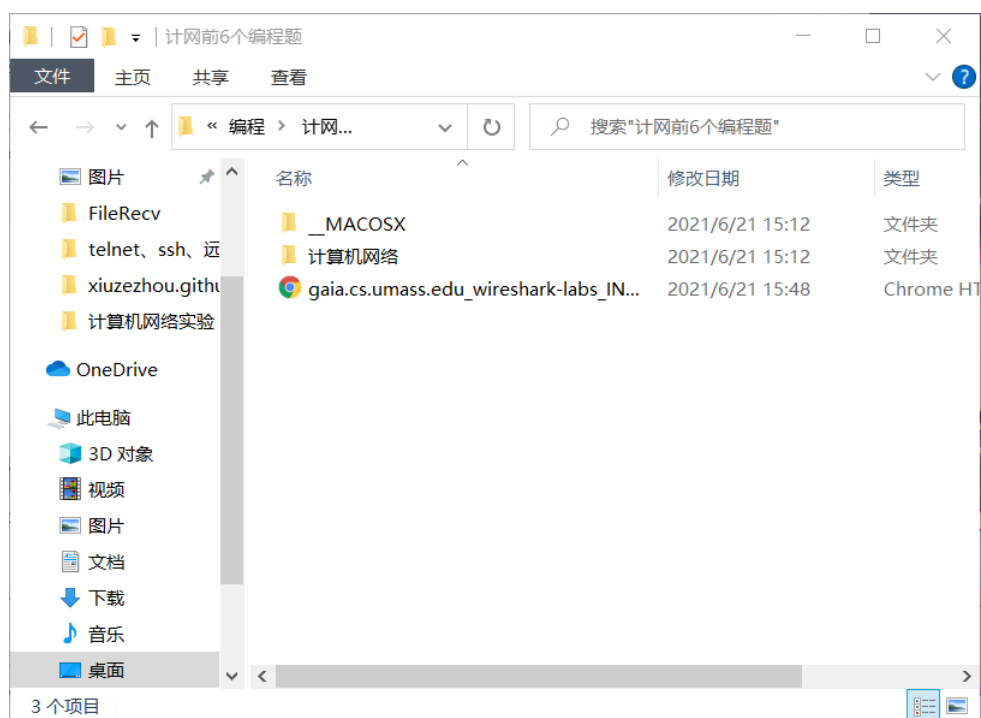 计网前6个编程题
文件 主页 共享 查看
« 编程 › 计网...
搜索"计网前6个编程题"
名称 修改日期 类型
图片
FileRecv
telnet、ssh、远
xiuzezhou.githu
计算机网络实验
OneDrive
此电脑
3D 对象
视频
图片
文档
下载
音乐
桌面
__MACOSX 2021/6/21 15:12 文件夹
计算机网络 2021/6/21 15:12 文件夹
gaia.cs.umass.edu_wireshark-labs_IN... 2021/6/21 15:48 Chrome HT
3 个项目